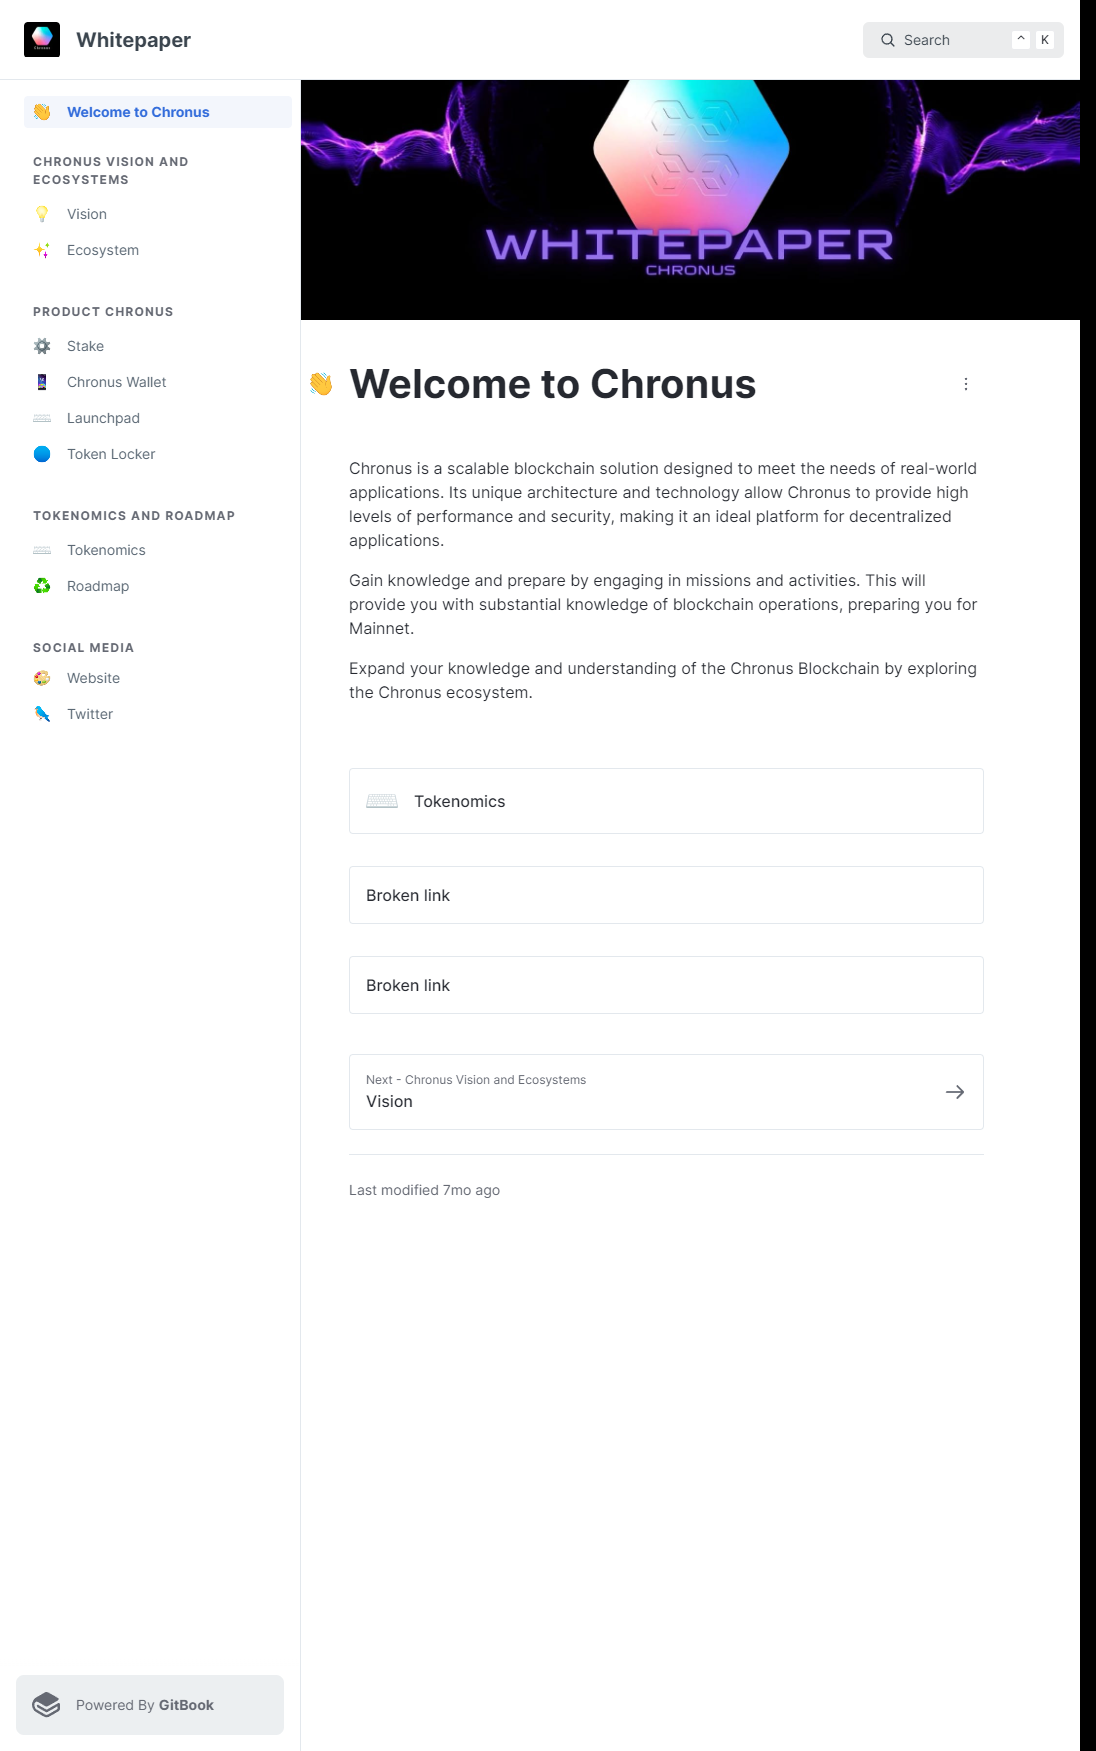 Whitepaper
Search
^ K
Welcome to Chronus
CHRONUS VISION AND
ECOSYSTEMS
Vision
Ecosystem
PRODUCT CHRONUS
Stake
Chronus Wallet
Launchpad
Token Locker
TOKENOMICS AND ROADMAP
Tokenomics
Roadmap
SOCIAL MEDIA
Website
Twitter
Powered By GitBook
WHITEPAPER
CHRONUS
Welcome to Chronus
Chronus is a scalable blockchain solution designed to meet the needs of real-world
applications. Its unique architecture and technology allow Chronus to provide high
levels of performance and security, making it an ideal platform for decentralized
applications.
Gain knowledge and prepare by engaging in missions and activities. This will
provide you with substantial knowledge of blockchain operations, preparing you for
Mainnet.
Expand your knowledge and understanding of the Chronus Blockchain by exploring
the Chronus ecosystem.
Tokenomics
Broken link
Broken link
Next - Chronus Vision and Ecosystems
Vision
Last modified 7mo ago